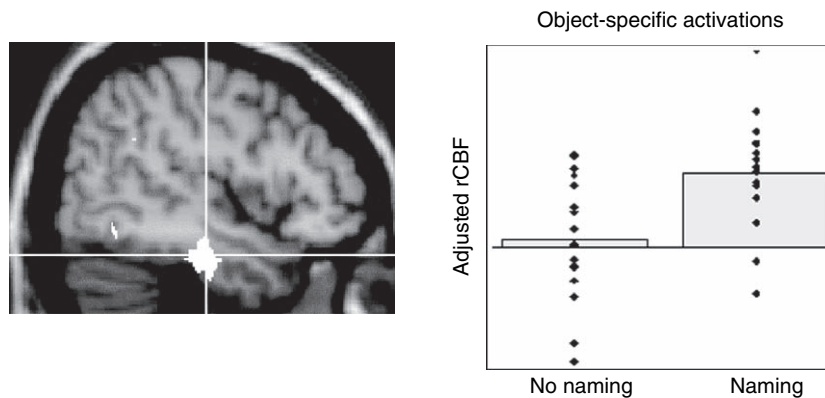 Object-specific activations
Adjusted rCBF
No naming
Naming